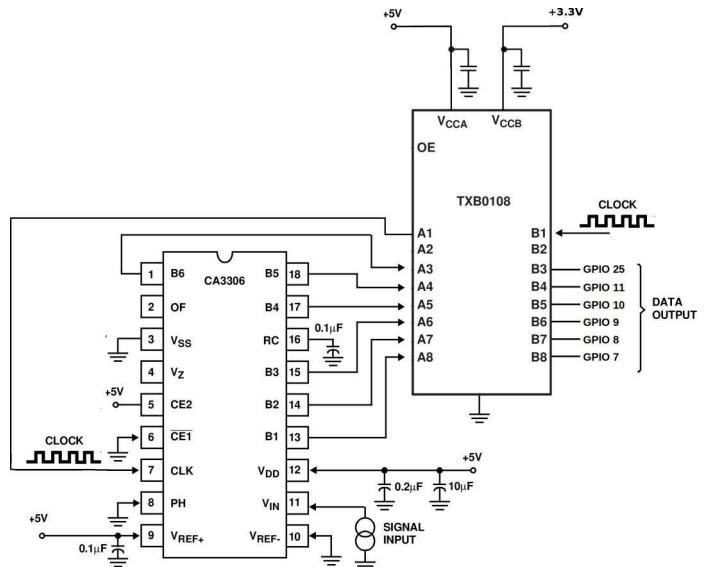 +5V
+3.3V
VCCA
VCCB
OE
TXB0108
CLOCK
A1
B1
A2
B2
A3
B3
GPIO 25
A4
B4
GPIO 11
A5
B5
GPIO 10
A6
B6
GPIO 9
A7
B7
GPIO 8
A8
B8
GPIO 7
DATA
OUTPUT
CA3306
1
B6
B5
18
2
OF
B4
17
3
VSS
RC
16
0.1µF
4
VZ
B3
15
+5V
5
CE2
B2
14
6
CE1
B1
13
CLOCK
7
CLK
VDD
12
+5V
0.2µF
10µF
8
PH
VIN
11
SIGNAL
INPUT
+5V
9
VREF+
VREF-
10
0.1µF